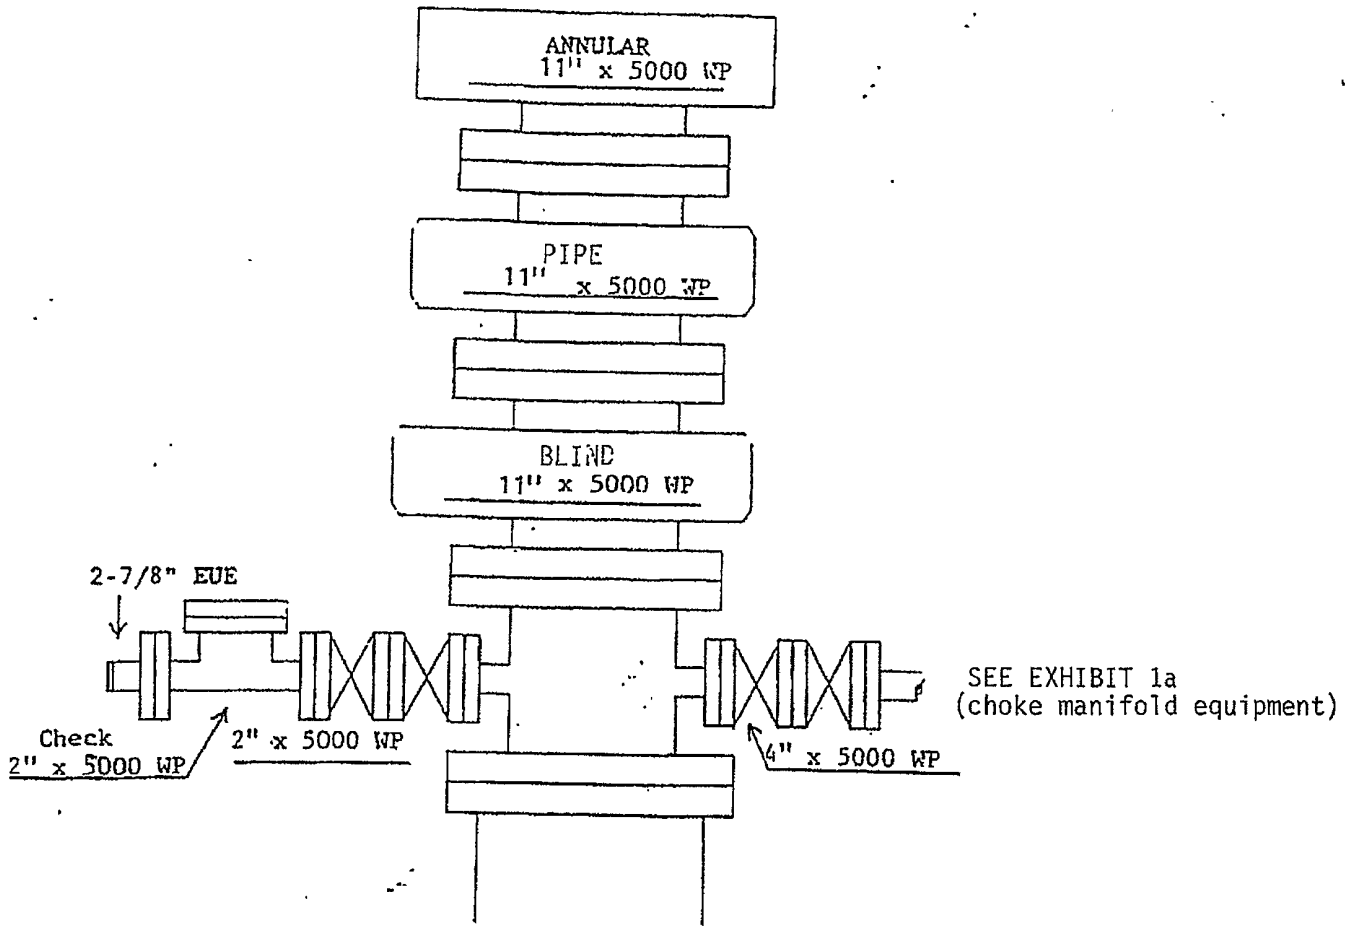 ANNULAR
11" x 5000 WP
PIPE
11" x 5000 WP
BLIND
11" x 5000 WP
2-7/8" EUE
SEE EXHIBIT 1a
(choke manifold equipment)
Check
2" x 5000 WP
2" x 5000 WP
4" x 5000 WP